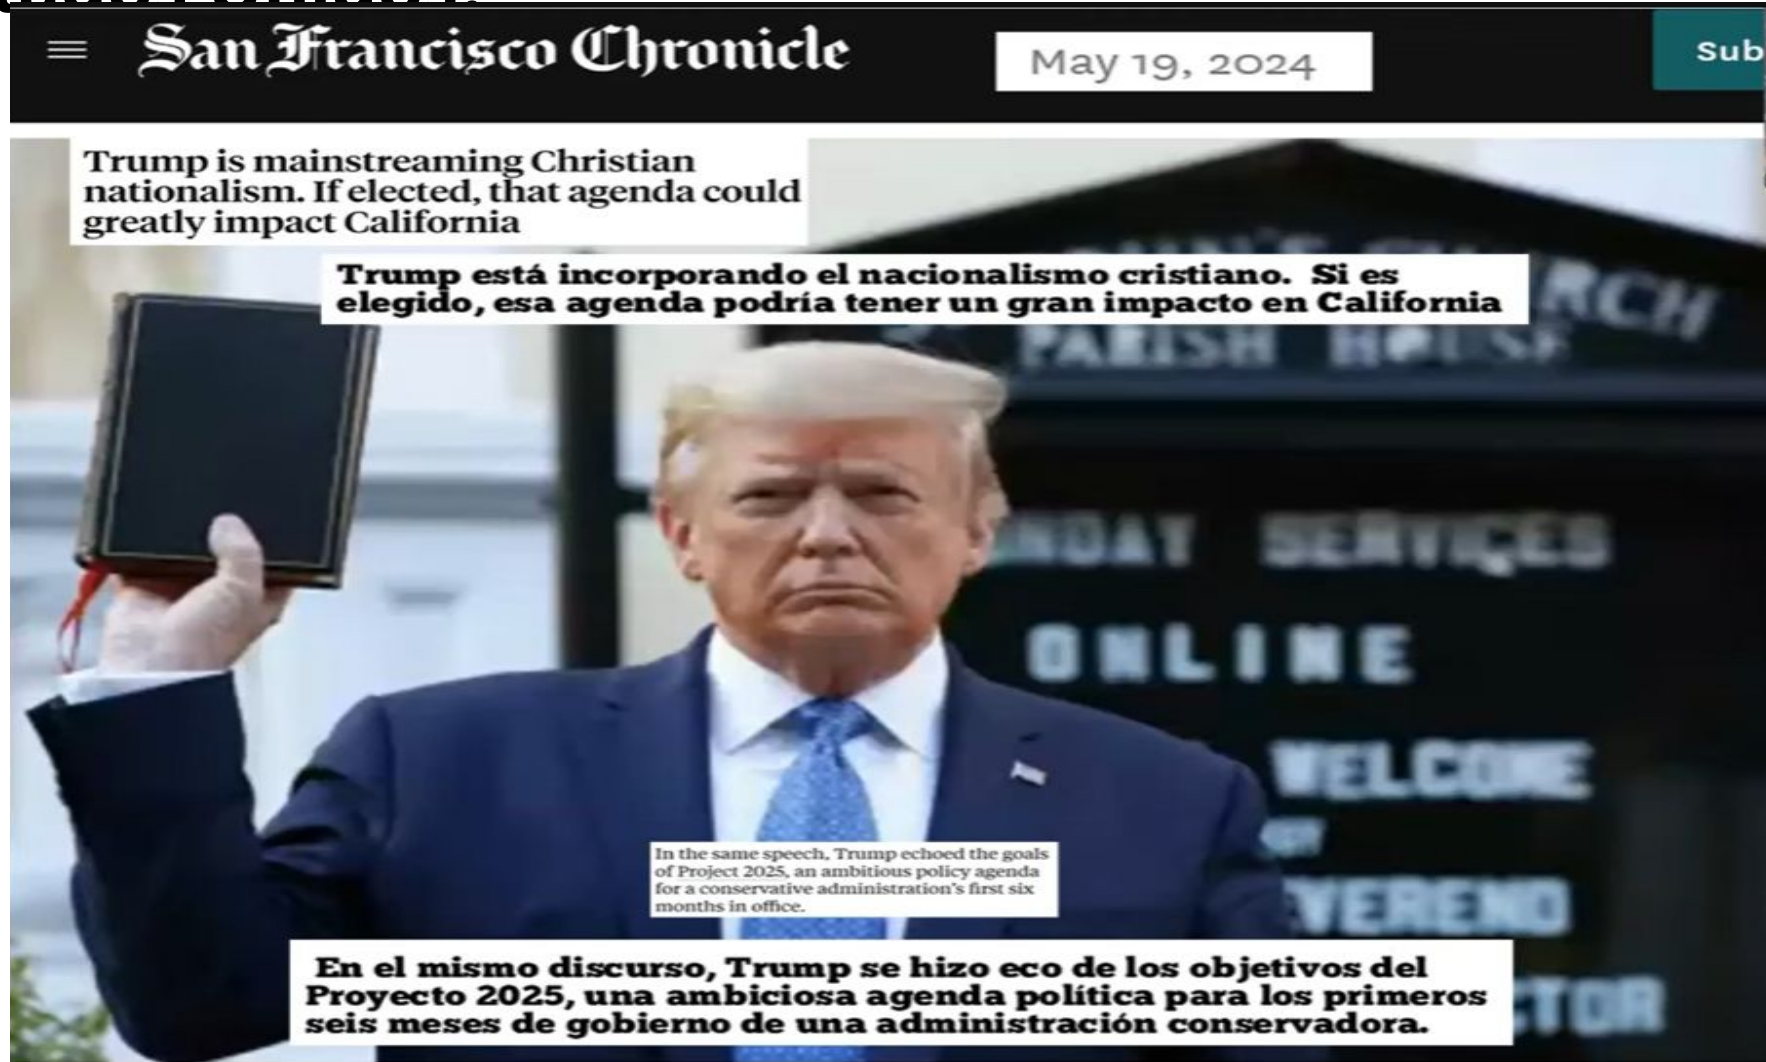 San Francisco Chronicle
May 19, 2024
Sub
Trump is mainstreaming Christian
nationalism. If elected, that agenda could
greatly impact California
Trump está incorporando el nacionalismo cristiano. Si es
elegido, esa agenda podría tener un gran impacto en California
PARISH HOUSE
SERVICES
ONLINE
WELCOME
In the same speech, Trump echoed the goals
of Project 2025, an ambitious policy agenda
for a conservative administration's first six
months in office.
En el mismo discurso, Trump se hizo eco de los objetivos del
Proyecto 2025, una ambiciosa agenda política para los primeros
seis meses de gobierno de una administración conservadora.